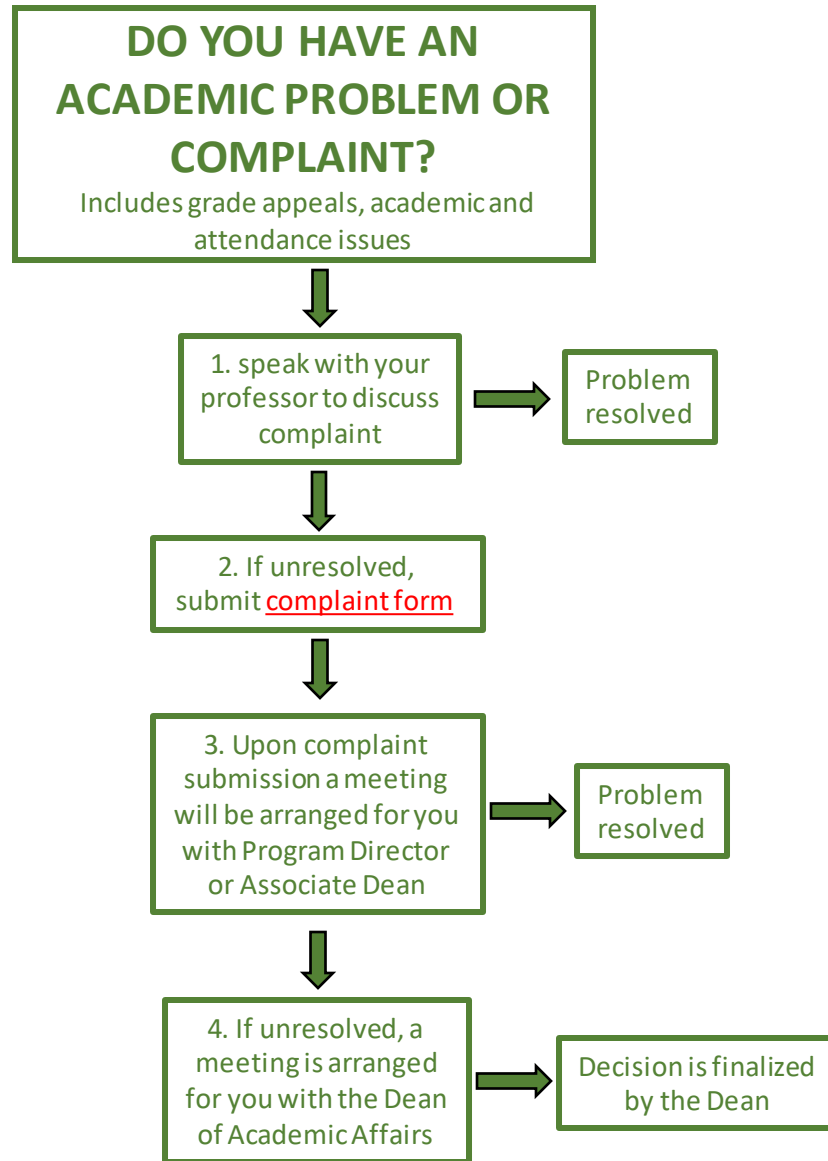 DO YOU HAVE AN
ACADEMIC PROBLEM OR
COMPLAINT?
Includes grade appeals, academic and
attendance issues
1. speak with your
professor to discuss
complaint
Problem
resolved
2. If unresolved,
submit complaint form
3. Upon complaint
submission a meeting
will be arranged for you
with Program Director
or Associate Dean
Problem
resolved
4. If unresolved, a
meeting is arranged
for you with the Dean
of Academic Affairs
Decision is finalized
by the Dean